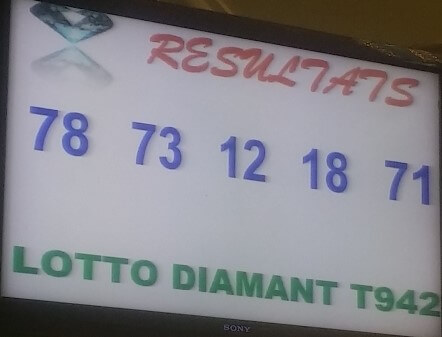 RESULTATS
78 73 12 18 71
LOTTO DIAMANT T942
SONY